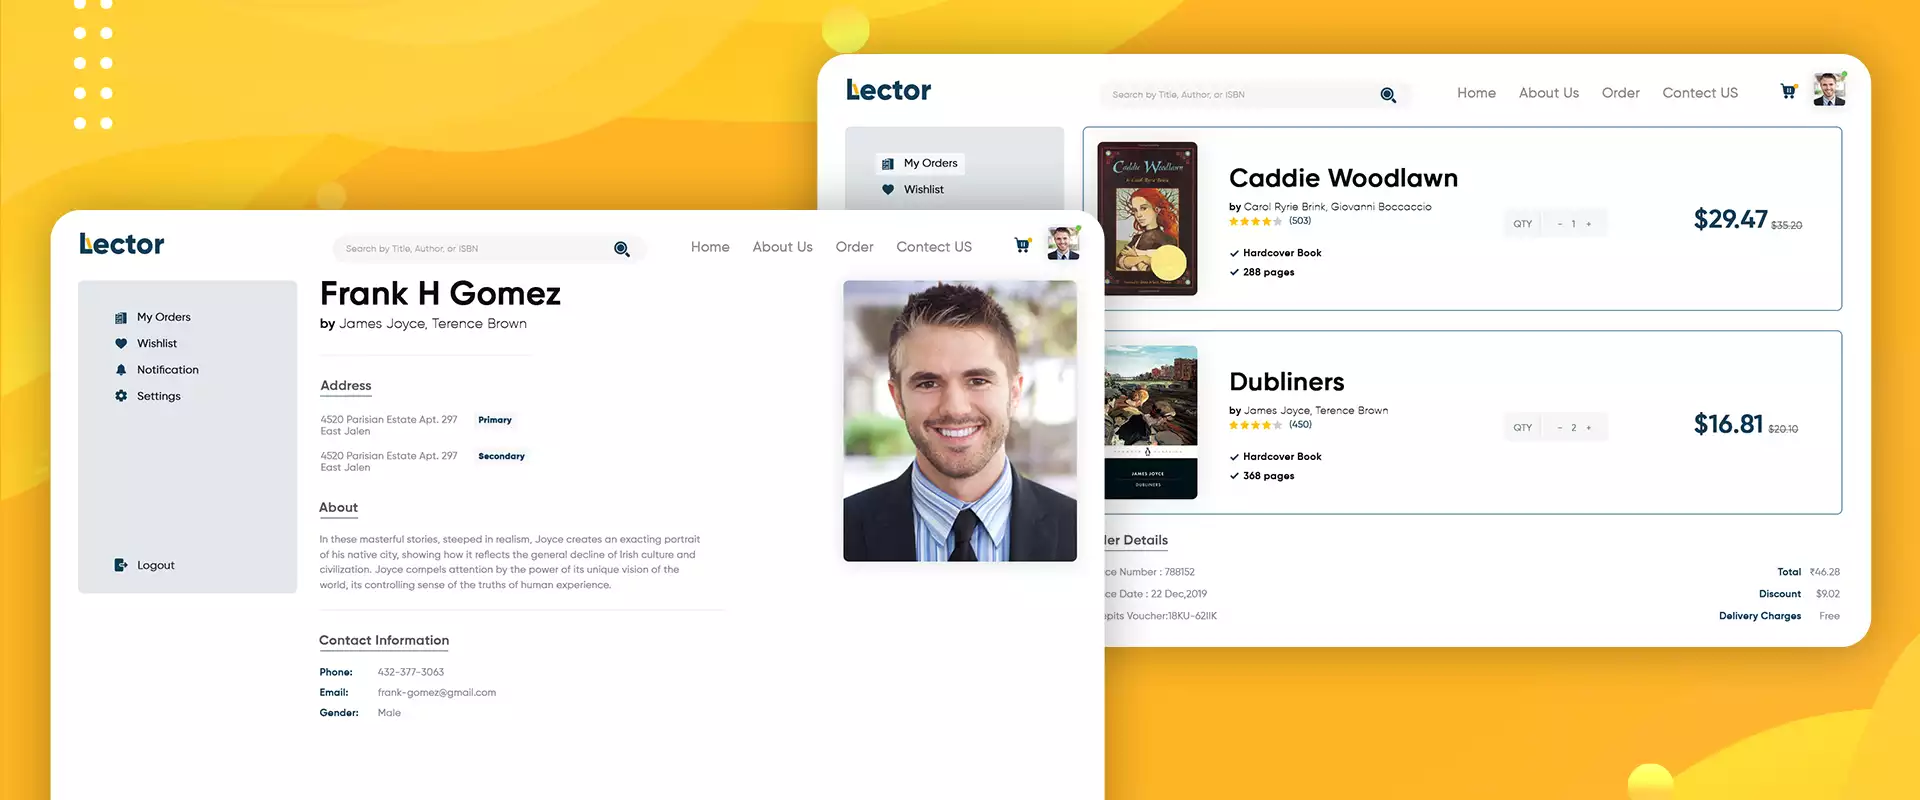 Lector
Search by Title, Author, or ISBN
Home
About Us
Order
Contect US
My Orders
Wishlist
Notification
Settings
Logout
Frank H Gomez
by James Joyce, Terence Brown
Address
4520 Parisian Estate Apt. 297
East Jalen
Primary
4520 Parisian Estate Apt. 297
East Jalen
Secondary
About
In these masterful stories, steeped in realism, Joyce creates an exacting portrait
of his native city, showing how it reflects the general decline of Irish culture and
civilization. Joyce compels attention by the power of its unique vision of the
world, its controlling sense of the truths of human experience.
Contact Information
Phone: 432-377-3063
Email: frank-gomez@gmail.com
Gender: Male
Lector
Search by Title, Author, or ISBN
Home
About Us
Order
Contect US
My Orders
Wishlist
Caddie Woodlawn
Caddie Woodlawn
by Carol Ryrie Brink, Giovanni Boccaccio
(503)
Hardcover Book
288 pages
QTY - 1 +
$29.47 $35.20
JAMES JOYCE
DUBLINERS
Dubliners
by James Joyce, Terence Brown
(450)
Hardcover Book
368 pages
QTY - 2 +
$16.81 $20.10
er Details
ce Number : 788152
ce Date : 22 Dec,2019
pits Voucher:18KU-62IIK
Total ₹46.28
Discount $9.02
Delivery Charges Free